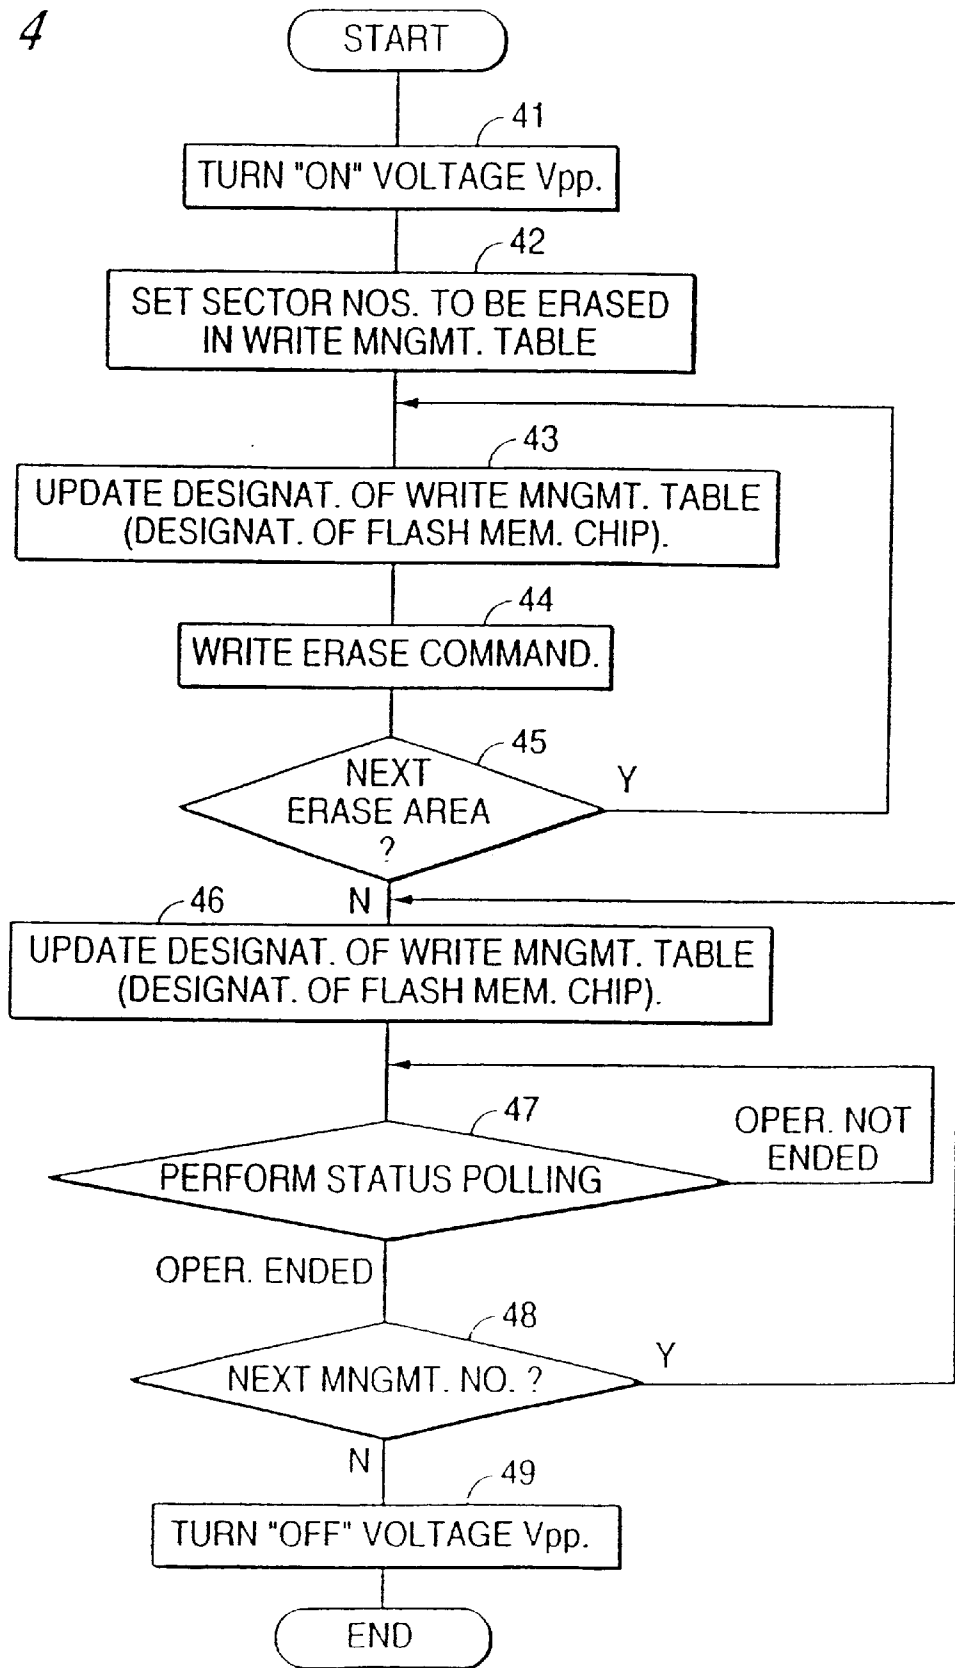 4
START
41
TURN "ON" VOLTAGE Vpp.
42
SET SECTOR NOS. TO BE ERASED
IN WRITE MNGMT. TABLE
43
UPDATE DESIGNAT. OF WRITE MNGMT. TABLE
(DESIGNAT. OF FLASH MEM. CHIP).
44
WRITE ERASE COMMAND.
45
NEXT
ERASE AREA
?
Y
N
46
UPDATE DESIGNAT. OF WRITE MNGMT. TABLE
(DESIGNAT. OF FLASH MEM. CHIP).
47
PERFORM STATUS POLLING
OPER. NOT
ENDED
OPER. ENDED
48
NEXT MNGMT. NO. ?
Y
N
49
TURN "OFF" VOLTAGE Vpp.
END